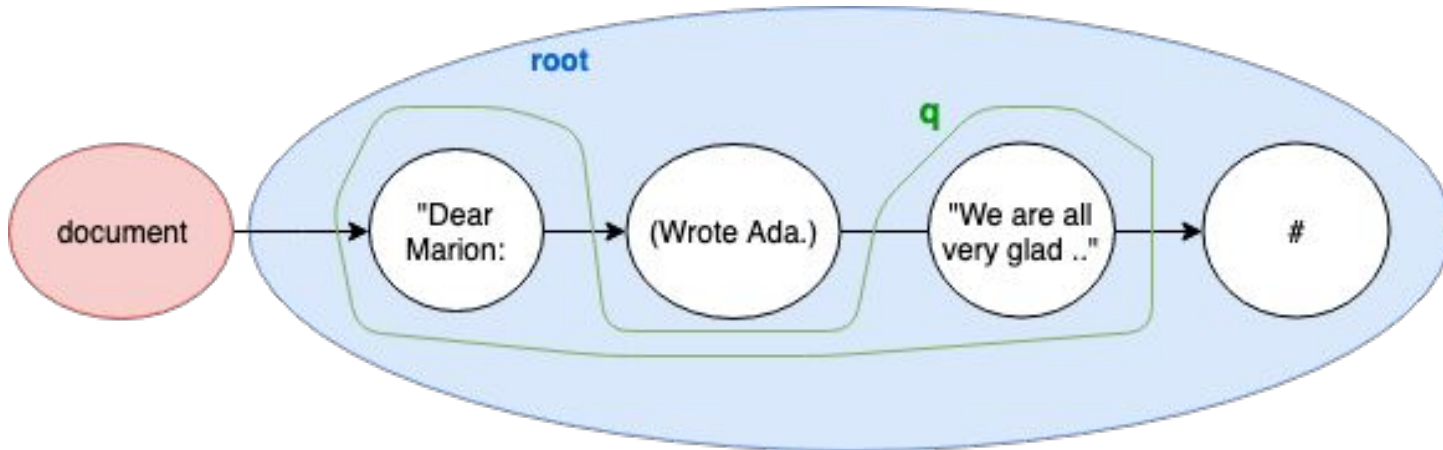 root
q
document
"Dear
Marion:
(Wrote Ada.)
"We are all
very glad .."
#